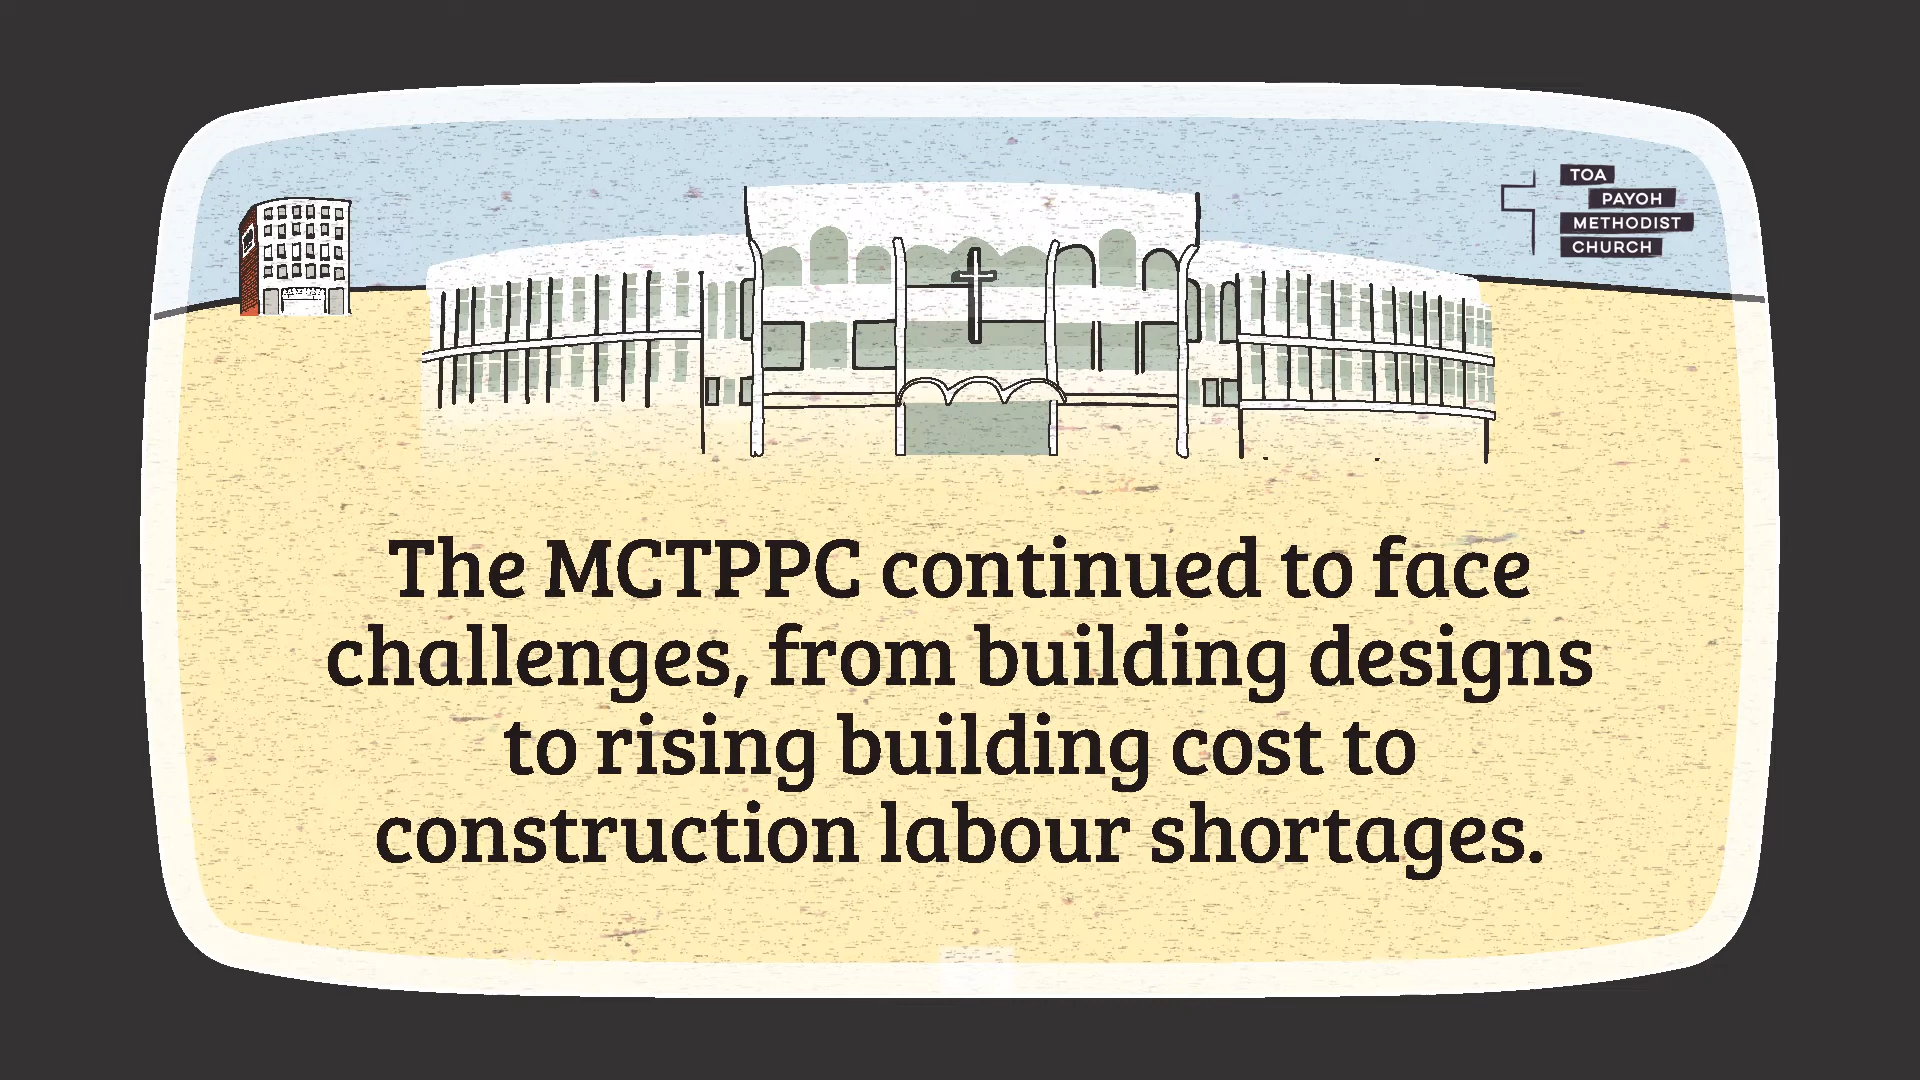 TOA
PAYOH
METHODIST
CHURCH
The MCTPPC continued to face
challenges, from building designs
to rising building cost to
construction labour shortages.